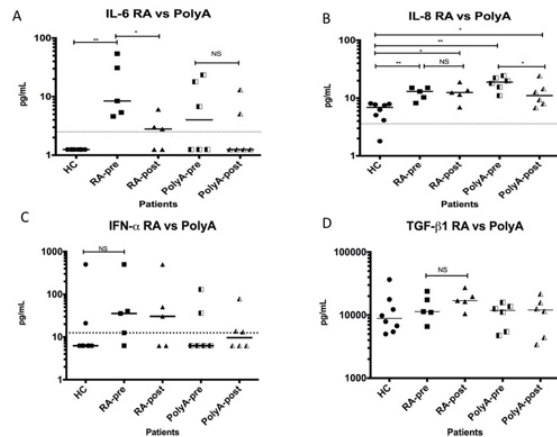 A
IL-6 RA vs PolyA
pg/mL
100
10
1
**
*
NS
HC
RA-pre
RA-post
PolyA-pre
PolyA-post
Patients
B
IL-8 RA vs PolyA
pg/mL
100
10
1
*
**
*
**
NS
*
HC
RA-pre
RA-post
PolyA-pre
PolyA-post
Patients
C
IFN-α RA vs PolyA
pg/mL
1000
100
10
1
NS
HC
RA-pre
RA-post
PolyA-pre
PolyA-post
Patients
D
TGF-β1 RA vs PolyA
pg/mL
100000
10000
1000
NS
HC
RA-pre
RA-post
PolyA-pre
PolyA-post
Patients